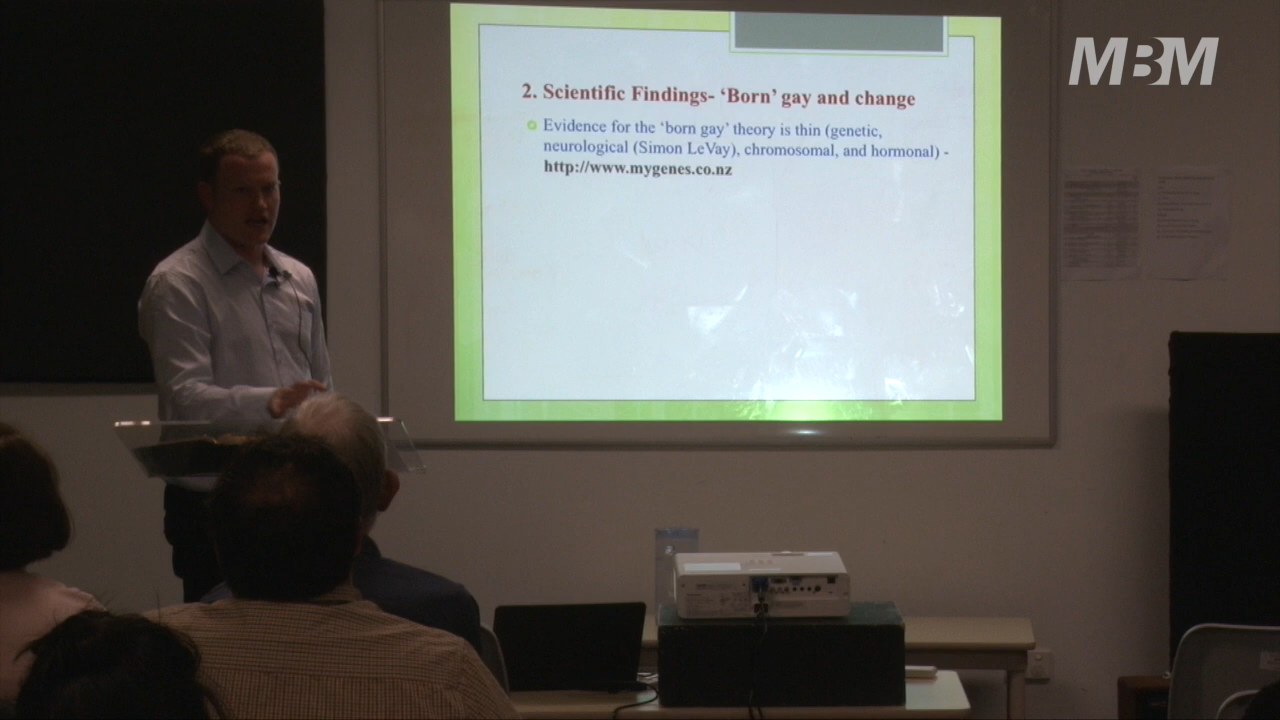 MBM
2. Scientific Findings- ‘Born’ gay and change
Evidence for the ‘born gay’ theory is thin (genetic,
neurological (Simon LeVay), chromosomal, and hormonal) -
http://www.mygenes.co.nz